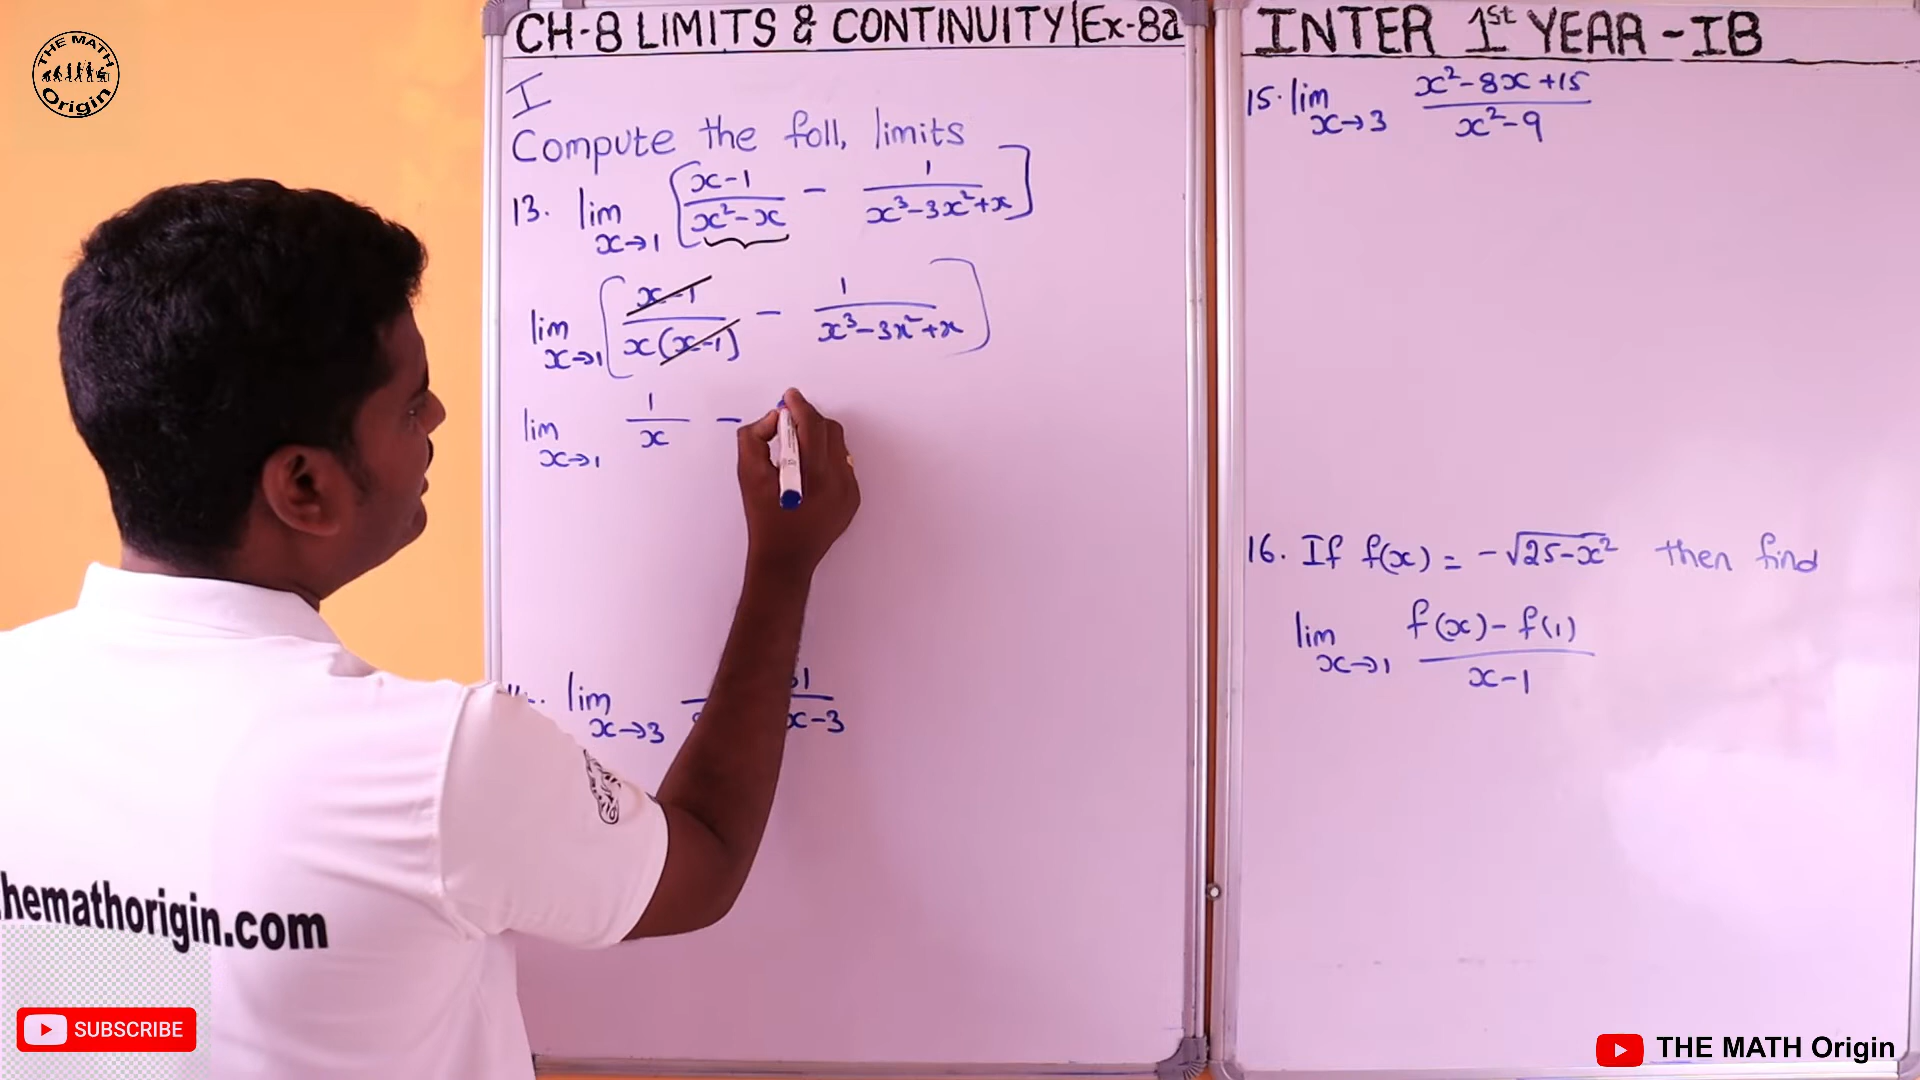 THE MATH
Origin
CH-8 LIMITS & CONTINUITY|Ex-8a
I
Compute the foll, limits
13. lim x→1 [ (x-1)/(x²-x) - 1/(x³-3x²+x) ]
lim x→1 [ (x-1)/(x(x-1)) - 1/(x³-3x²+x) ]
lim x→1 1/x -
lim x→3
x-3
INTER 1st YEAR - IB
15. lim x→3 (x²-8x+15)/(x²-9)
16. If f(x) = -√25-x² then find
lim x→1 (f(x)-f(1))/(x-1)
hemathorigin.com
SUBSCRIBE
THE MATH Origin